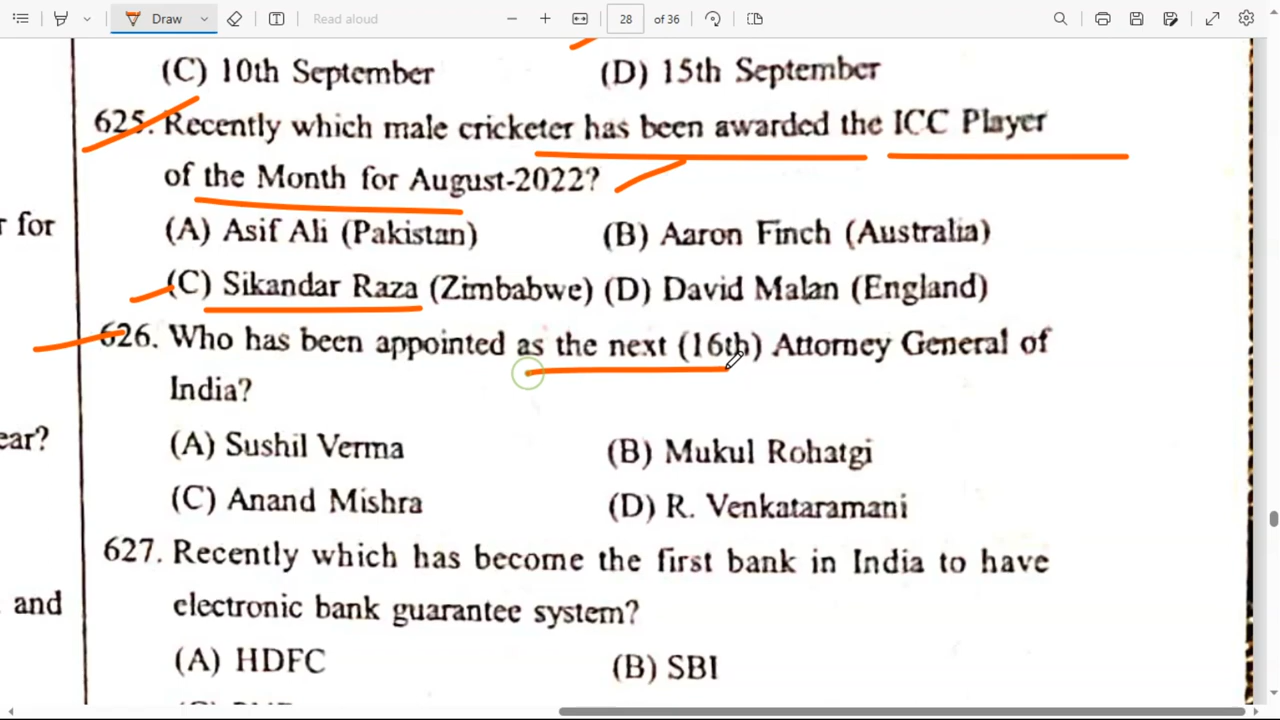 Draw
Read aloud
28 of 36
(C) 10th September (D) 15th September
625. Recently which male cricketer has been awarded the ICC Player
of the Month for August-2022?
r for
(A) Asif Ali (Pakistan) (B) Aaron Finch (Australia)
(C) Sikandar Raza (Zimbabwe) (D) David Malan (England)
626. Who has been appointed as the next (16th) Attorney General of
India?
ear?
(A) Sushil Verma (B) Mukul Rohatgi
(C) Anand Mishra (D) R. Venkataramani
627. Recently which has become the first bank in India to have
and
electronic bank guarantee system?
(A) HDFC (B) SBI